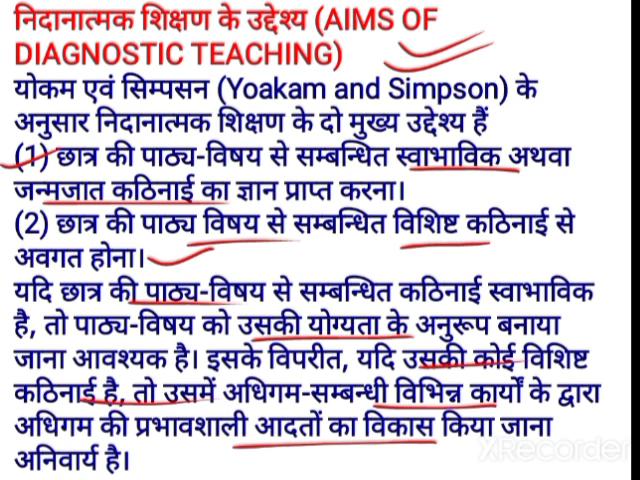 निदानात्मक शिक्षण के उद्देश्य (AIMS OF
DIAGNOSTIC TEACHING)
योकम एवं सिम्पसन (Yoakam and Simpson) के
अनुसार निदानात्मक शिक्षण के दो मुख्य उद्देश्य हैं
(1) छात्र की पाठ्य-विषय से सम्बन्धित स्वाभाविक अथवा
जन्मजात कठिनाई का ज्ञान प्राप्त करना।
(2) छात्र की पाठ्य विषय से सम्बन्धित विशिष्ट कठिनाई से
अवगत होना।
यदि छात्र की पाठ्य-विषय से सम्बन्धित कठिनाई स्वाभाविक
है, तो पाठ्य-विषय को उसकी योग्यता के अनुरूप बनाया
जाना आवश्यक है। इसके विपरीत, यदि उसकी कोई विशिष्ट
कठिनाई है, तो उसमें अधिगम-सम्बन्धी विभिन्न कार्यों के द्वारा
अधिगम की प्रभावशाली आदतों का विकास किया जाना
अनिवार्य है।
XRecorder